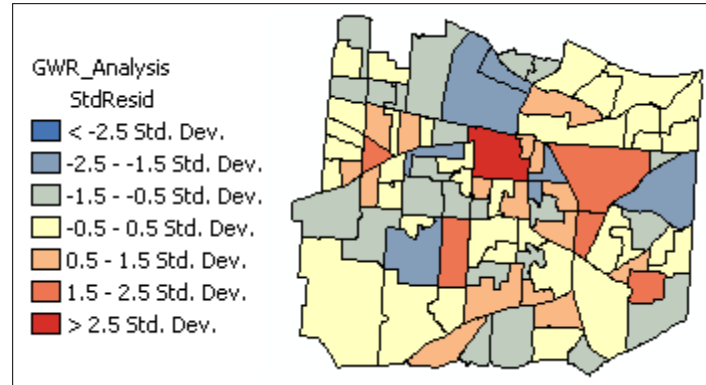 GWR_Analysis
StdResid
< -2.5 Std. Dev.
-2.5 - -1.5 Std. Dev.
-1.5 - -0.5 Std. Dev.
-0.5 - 0.5 Std. Dev.
0.5 - 1.5 Std. Dev.
1.5 - 2.5 Std. Dev.
> 2.5 Std. Dev.